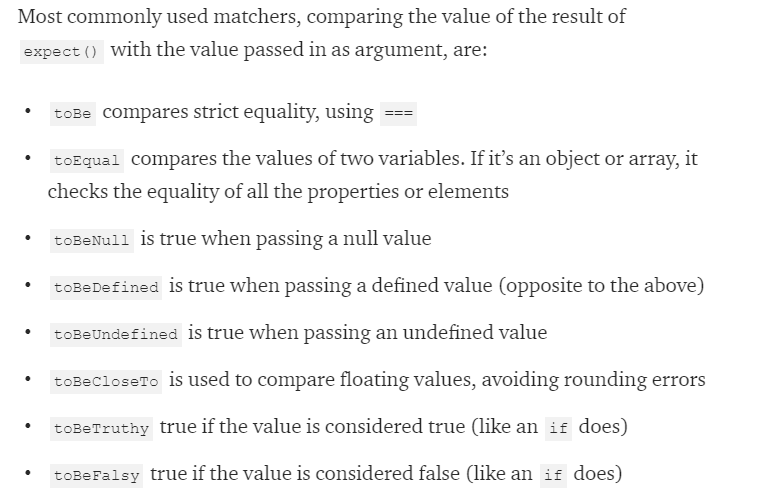 Most commonly used matchers, comparing the value of the result of
expect() with the value passed in as argument, are:
• toBe compares strict equality, using ===
• toEqual compares the values of two variables. If it's an object or array, it
checks the equality of all the properties or elements
• toBeNull is true when passing a null value
• toBeDefined is true when passing a defined value (opposite to the above)
• toBeUndefined is true when passing an undefined value
• toBeCloseTo is used to compare floating values, avoiding rounding errors
• toBeTruthy true if the value is considered true (like an if does)
• toBeFalsy true if the value is considered false (like an if does)